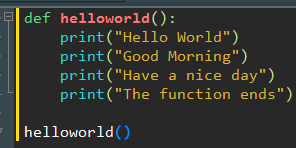 def helloworld():
    print("Hello World")
    print("Good Morning")
    print("Have a nice day")
    print("The function ends")
helloworld()